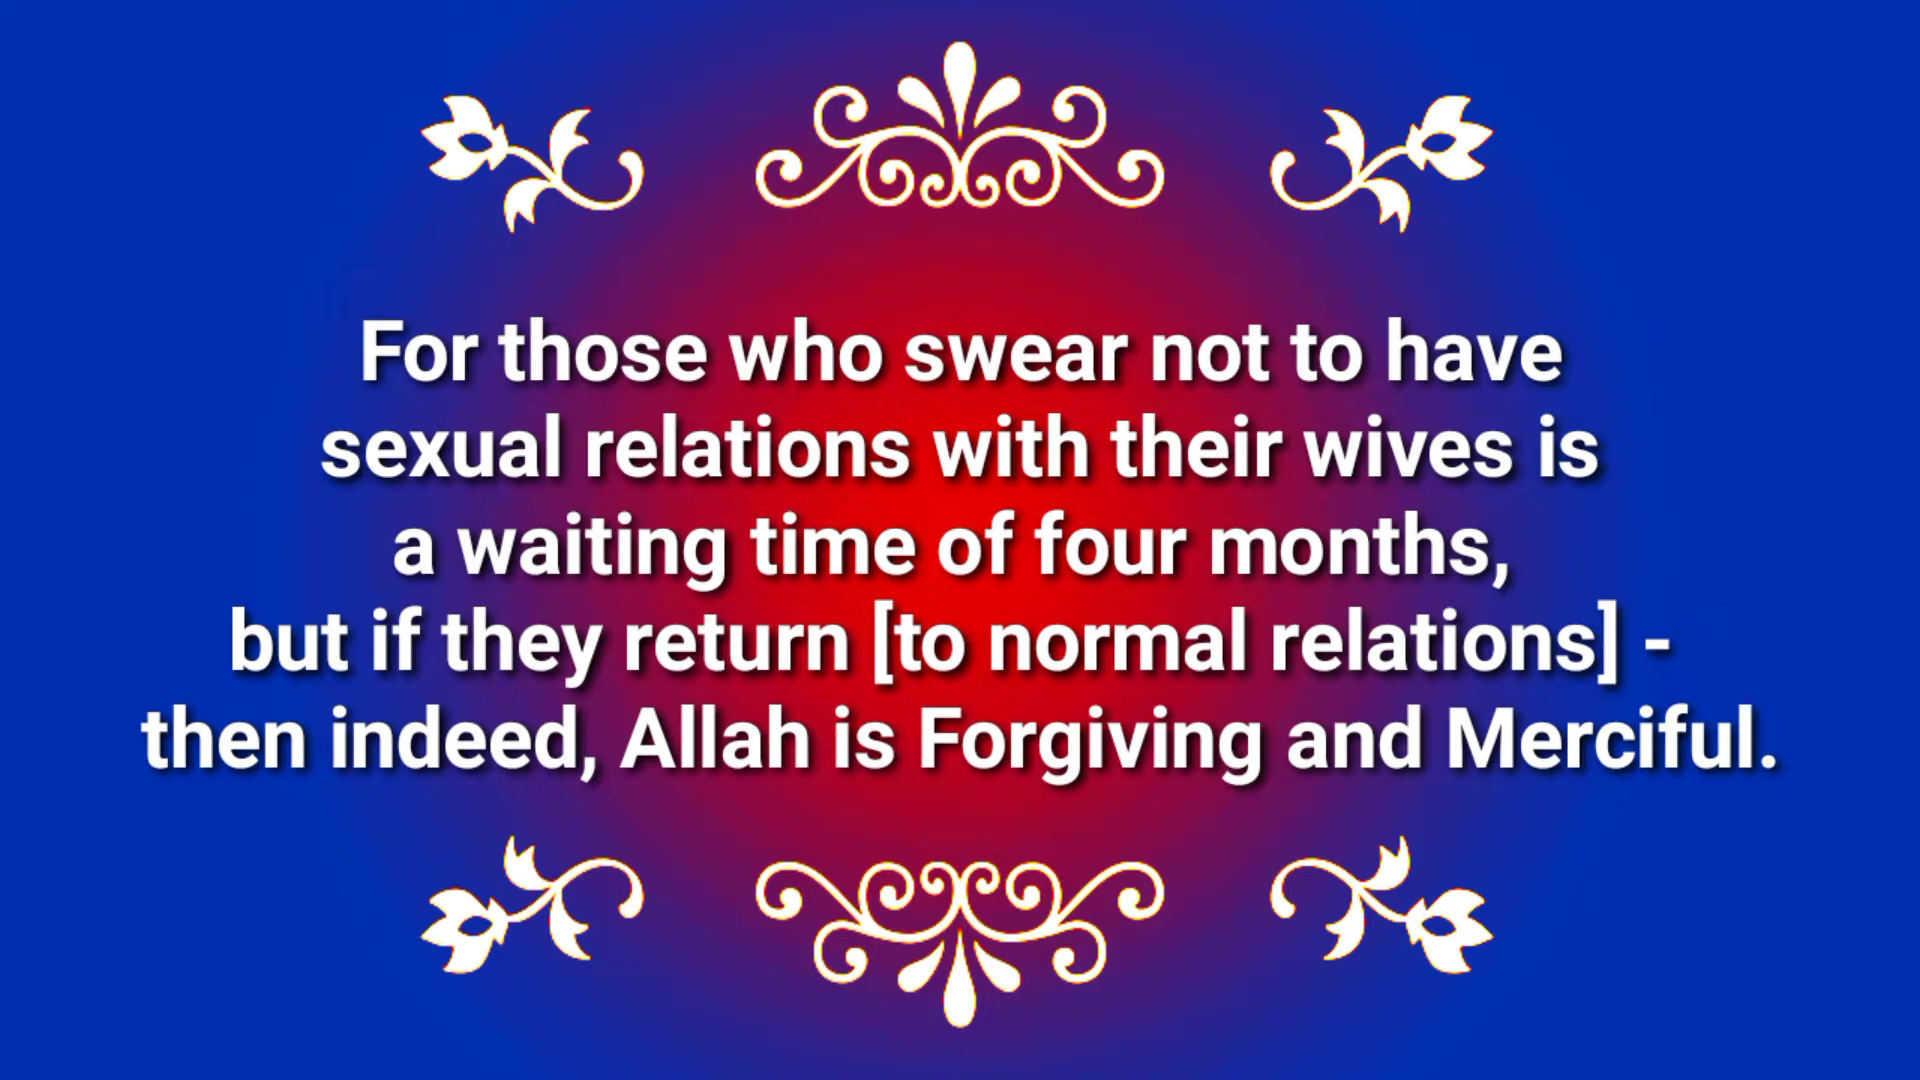 For those who swear not to have
sexual relations with their wives is
a waiting time of four months,
but if they return [to normal relations] -
then indeed, Allah is Forgiving and Merciful.